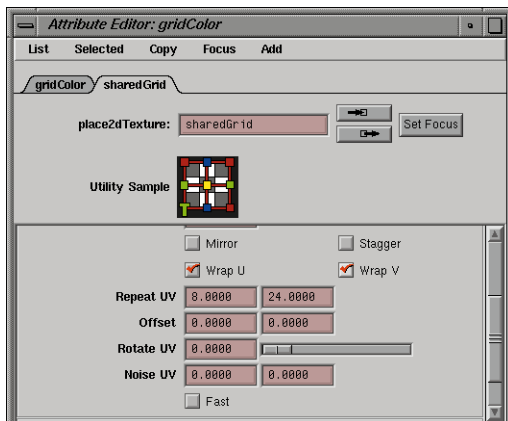 Attribute Editor: gridColor
List Selected Copy Focus Add
gridColor sharedGrid
place2dTexture: sharedGrid Set Focus
Utility Sample
Mirror Stagger
Wrap U Wrap V
Repeat UV 8.0000 24.0000
Offset 0.0000 0.0000
Rotate UV 0.0000
Noise UV 0.0000 0.0000
Fast